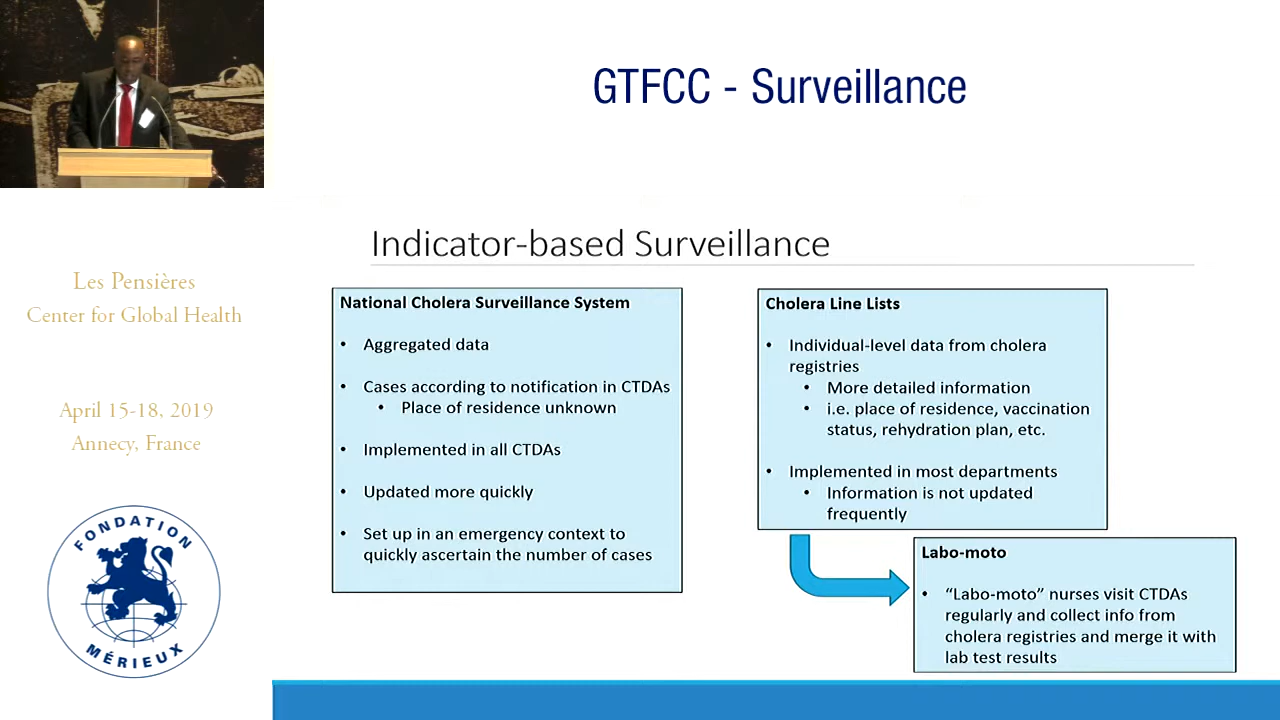 GTFCC - Surveillance
Les Pensières
Center for Global Health
April 15-18, 2019
Annecy, France
FONDATION
MÉRIEUX
Indicator-based Surveillance
National Cholera Surveillance System
• Aggregated data
• Cases according to notification in CTDAs
• Place of residence unknown
• Implemented in all CTDAs
• Updated more quickly
• Set up in an emergency context to
quickly ascertain the number of cases
Cholera Line Lists
• Individual-level data from cholera
registries
• More detailed information
• i.e. place of residence, vaccination
status, rehydration plan, etc.
• Implemented in most departments
• Information is not updated
frequently
Labo-moto
• “Labo-moto” nurses visit CTDAs
regularly and collect info from
cholera registries and merge it with
lab test results